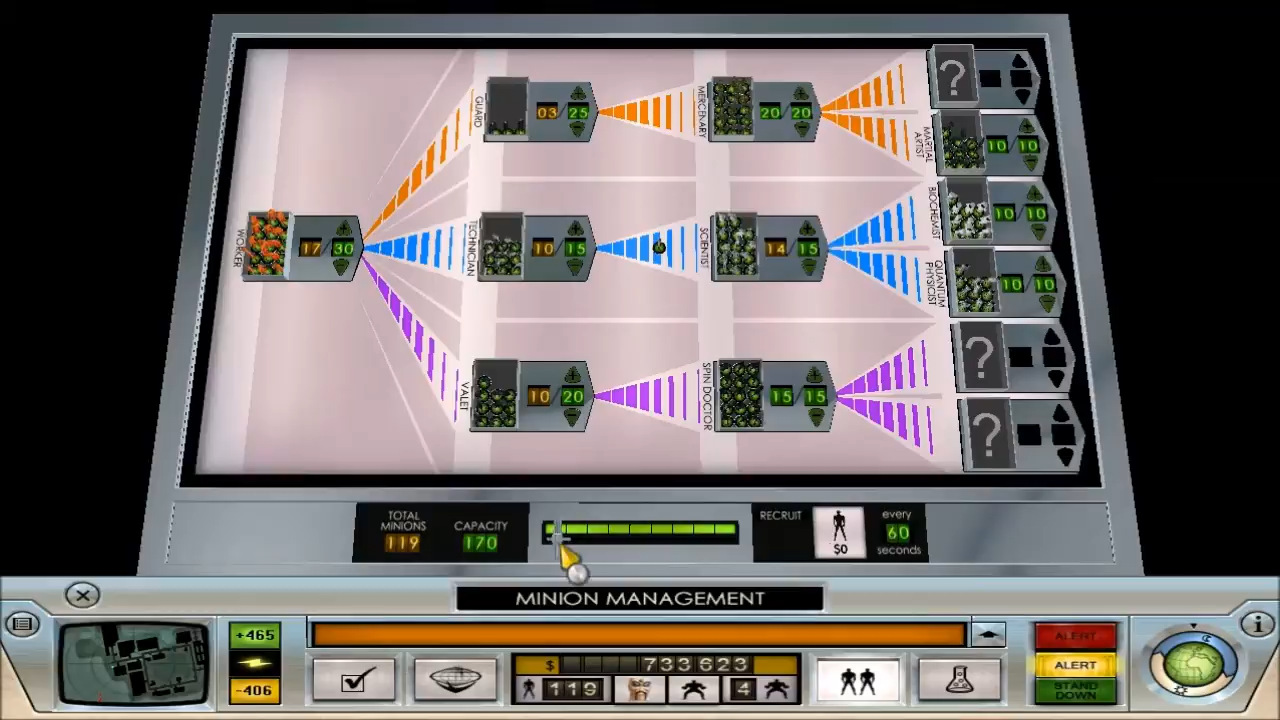 ?
GUARD
03/25
MERCENARY
20/20
MARTIAL
ARTIST
10/10
WORKER
17/30
TECHNICIAN
10/15
SCIENTIST
14/15
BIOCHEMIST
10/10
QUANTUM
PHYSICIST
10/10
VALET
10/20
SPIN DOCTOR
15/15
?
?
TOTAL
MINIONS
119
CAPACITY
170
RECRUIT
$0
every
60
seconds
MINION MANAGEMENT
+465
-406
$ 733623
119
4
ALERT
ALERT
STAND
DOWN
i